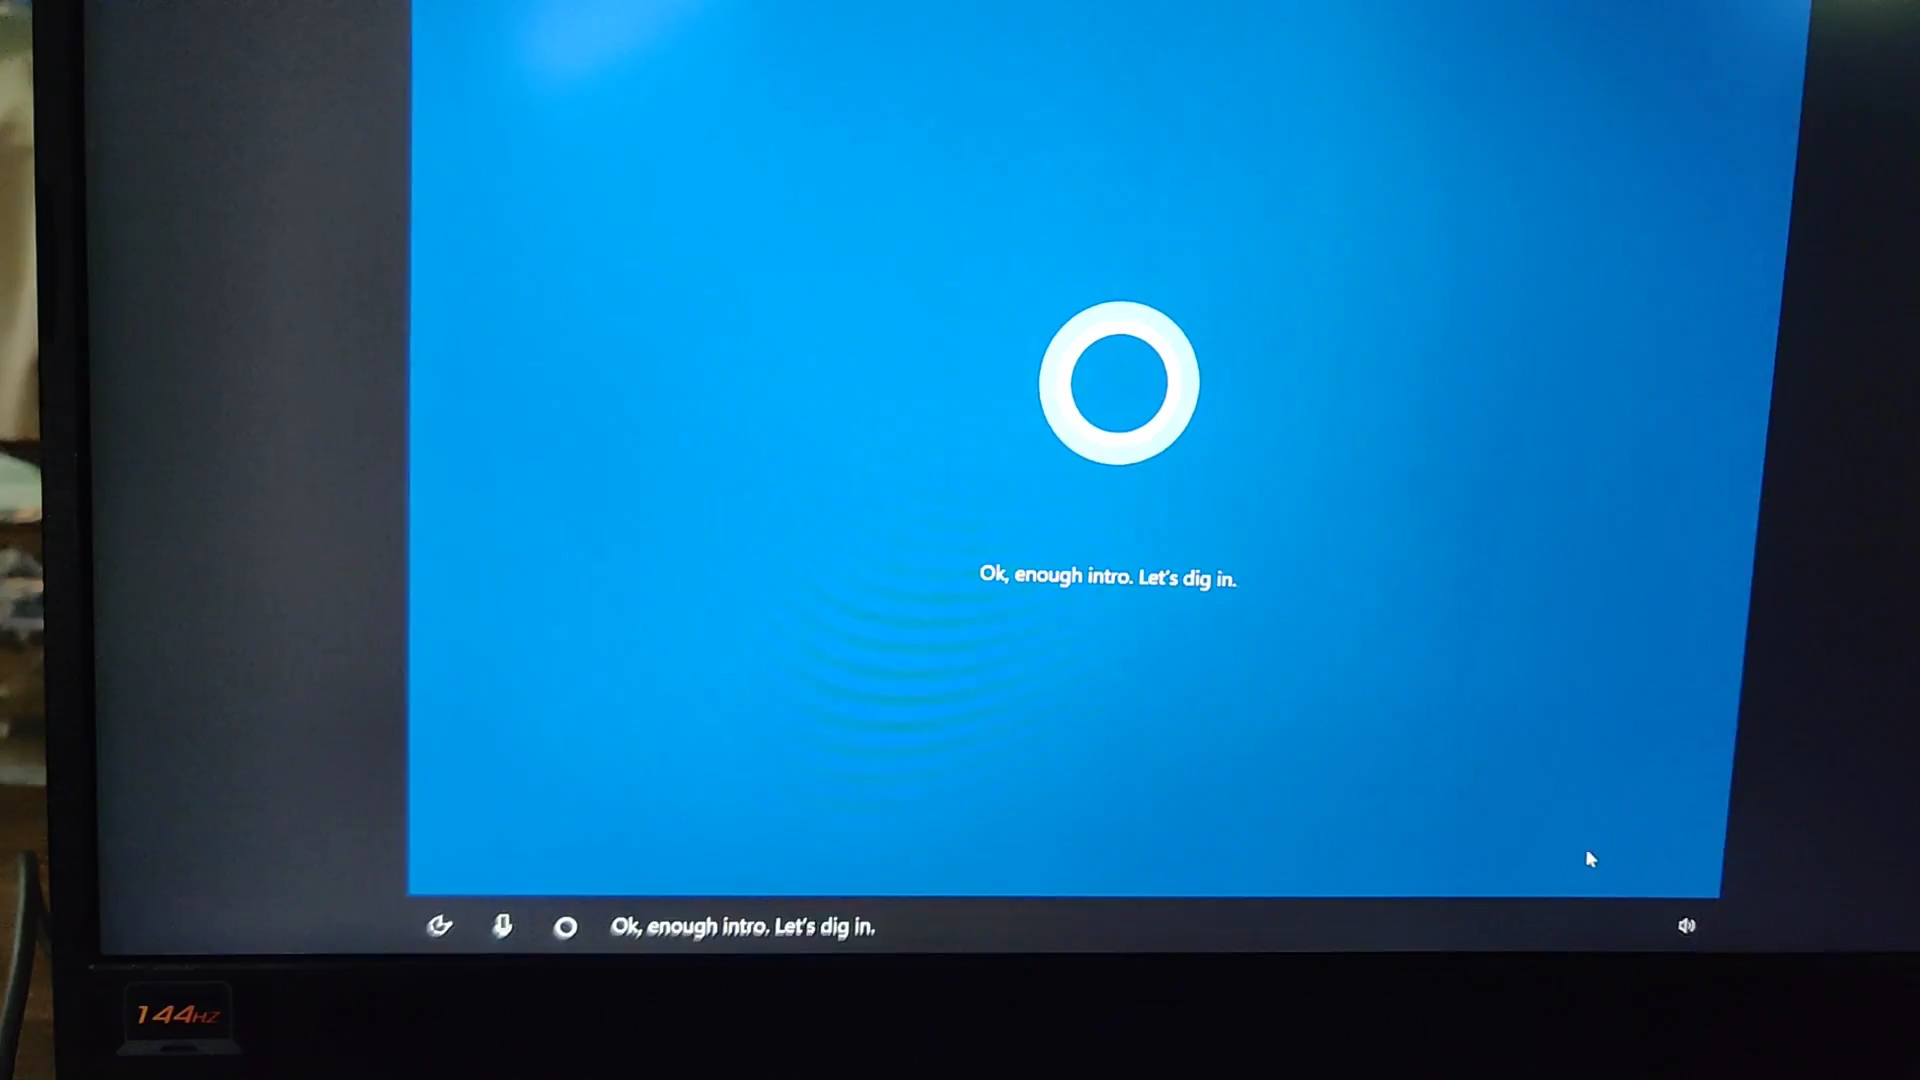 Ok, enough intro. Let's dig in.
Ok, enough intro. Let's dig in.
144HZ